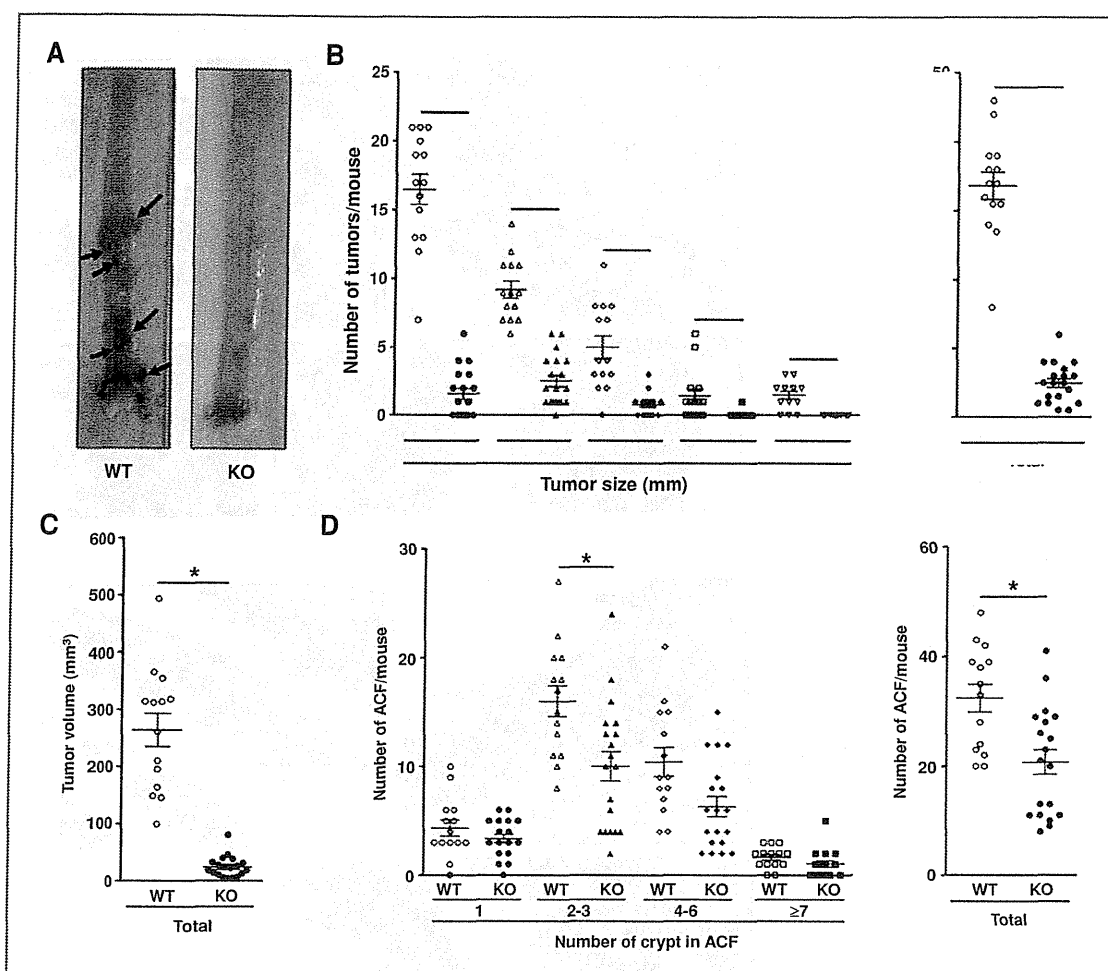 A
WT
KO
B
Number of tumors/mouse
25
20
15
10
5
0
Tumor size (mm)
C
Tumor volume (mm³)
600
500
400
300
200
100
0
*
WT KO
Total
D
Number of ACF/mouse
30
20
10
0
*
WT KO WT KO WT KO WT KO
1 2-3 4-6 ≥7
Number of crypt in ACF
Number of ACF/mouse
60
40
20
0
*
WT KO
Total